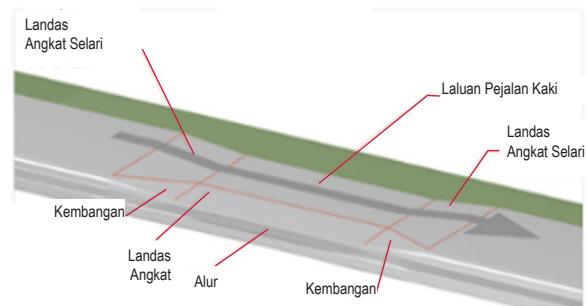 Landas
Angkat Selari
Laluan Pejalan Kaki
Landas
Angkat Selari
Kembangan
Landas
Angkat
Alur
Kembangan